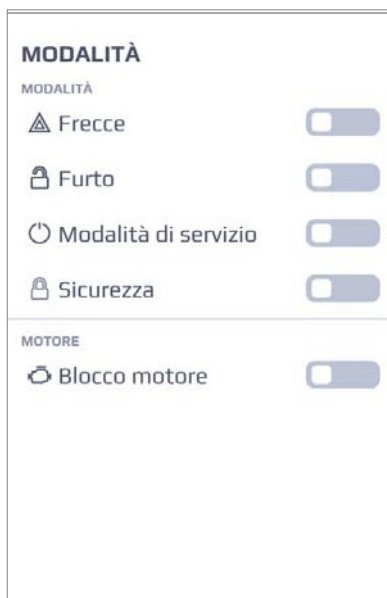 MODALITÀ
MODALITÀ
Frecce
Furto
Modalità di servizio
Sicurezza
MOTORE
Blocco motore